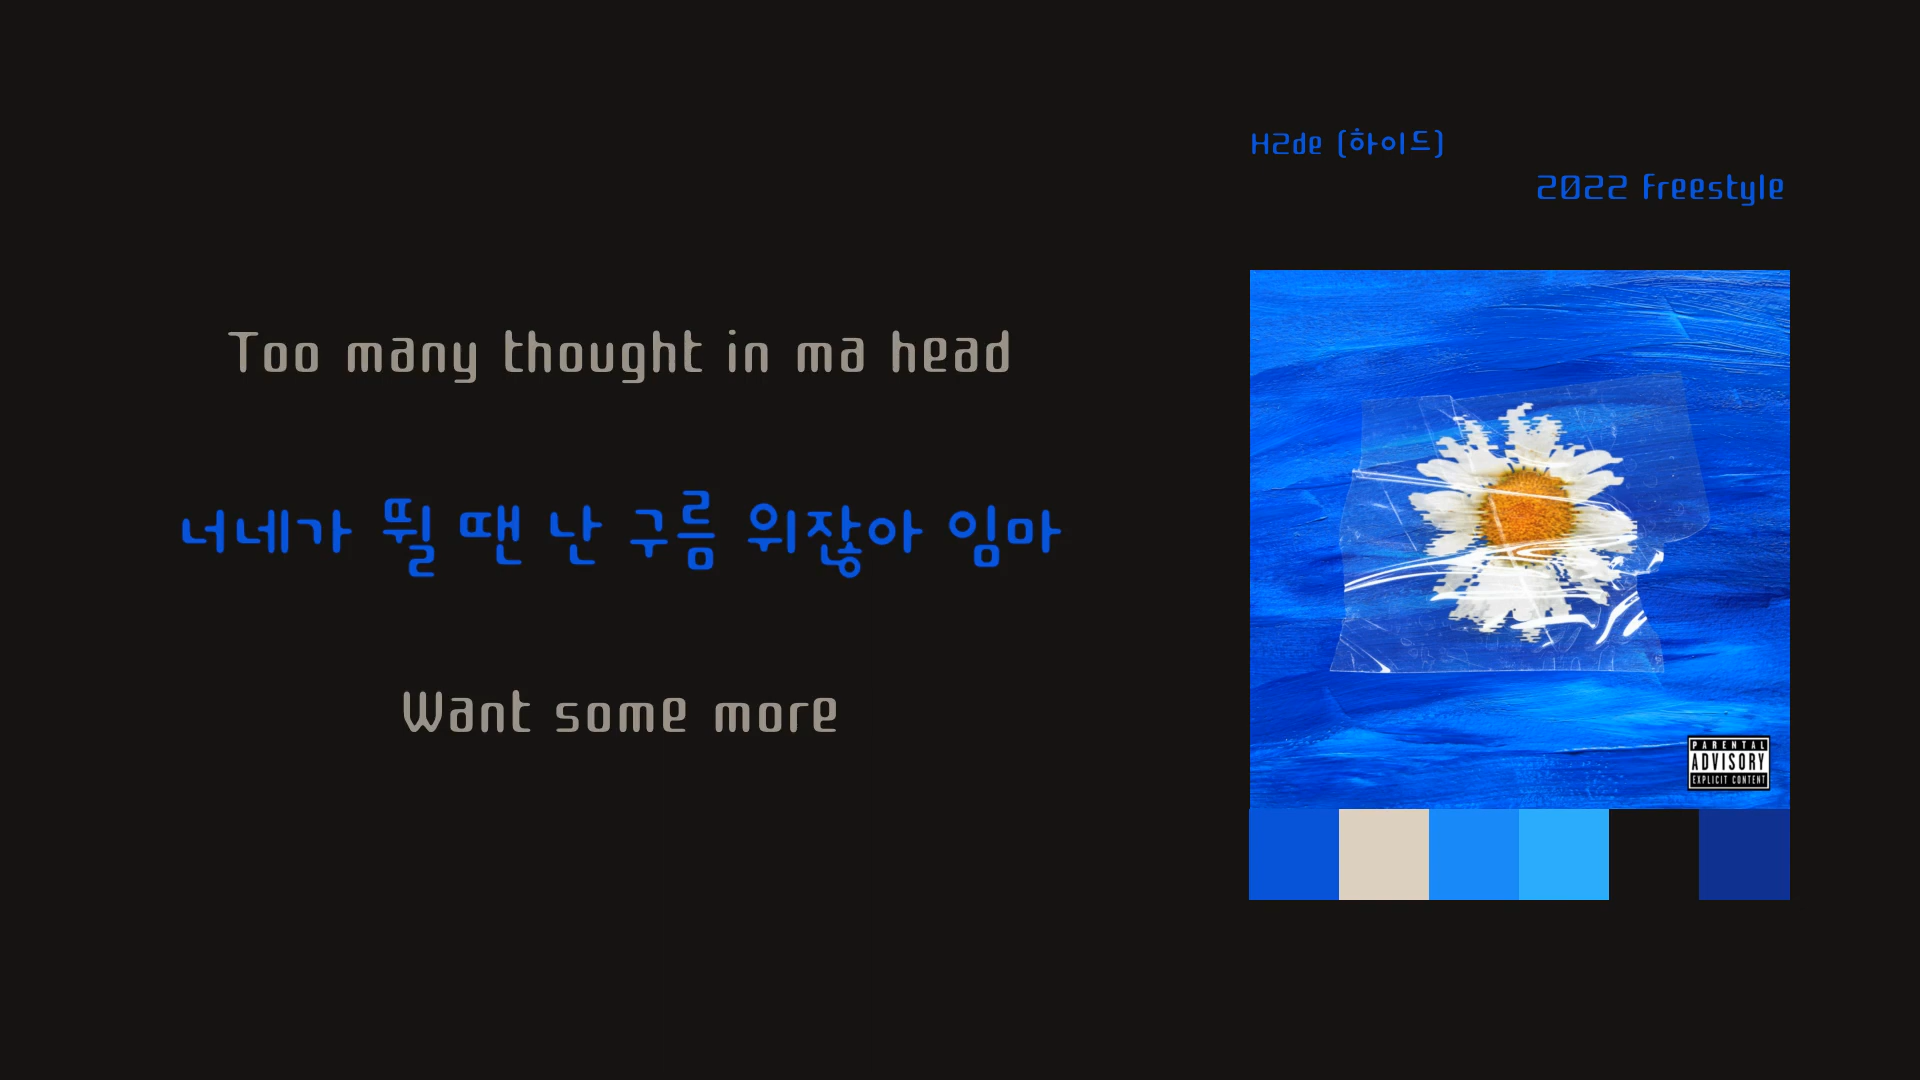 H2de (하이드)
2022 Freestyle
Too many thought in ma head
너네가 뛸 땐 난 구름 위잖아 임마
Want some more
PARENTAL
ADVISORY
EXPLICIT CONTENT